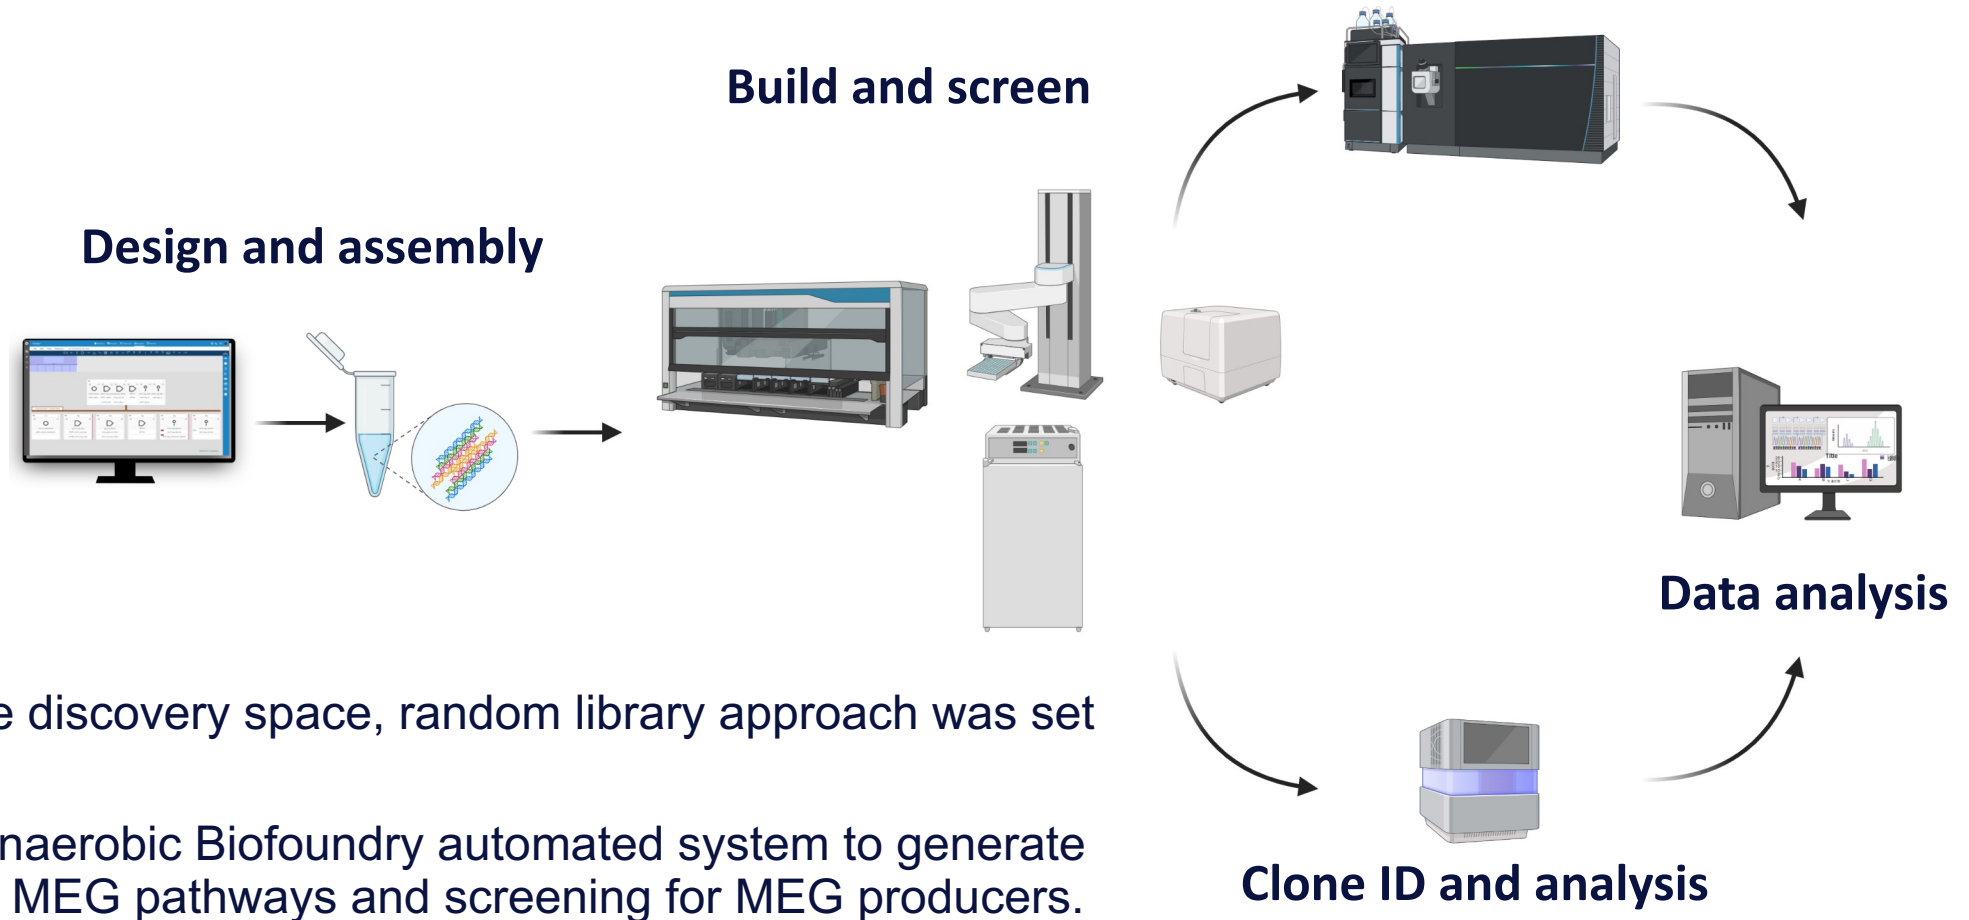 Build and screen
Design and assembly
Title
Data analysis
discovery space, random library approach was set
Biofoundry automated system to generate
MEG pathways and screening for MEG producers.
Clone ID and analysis